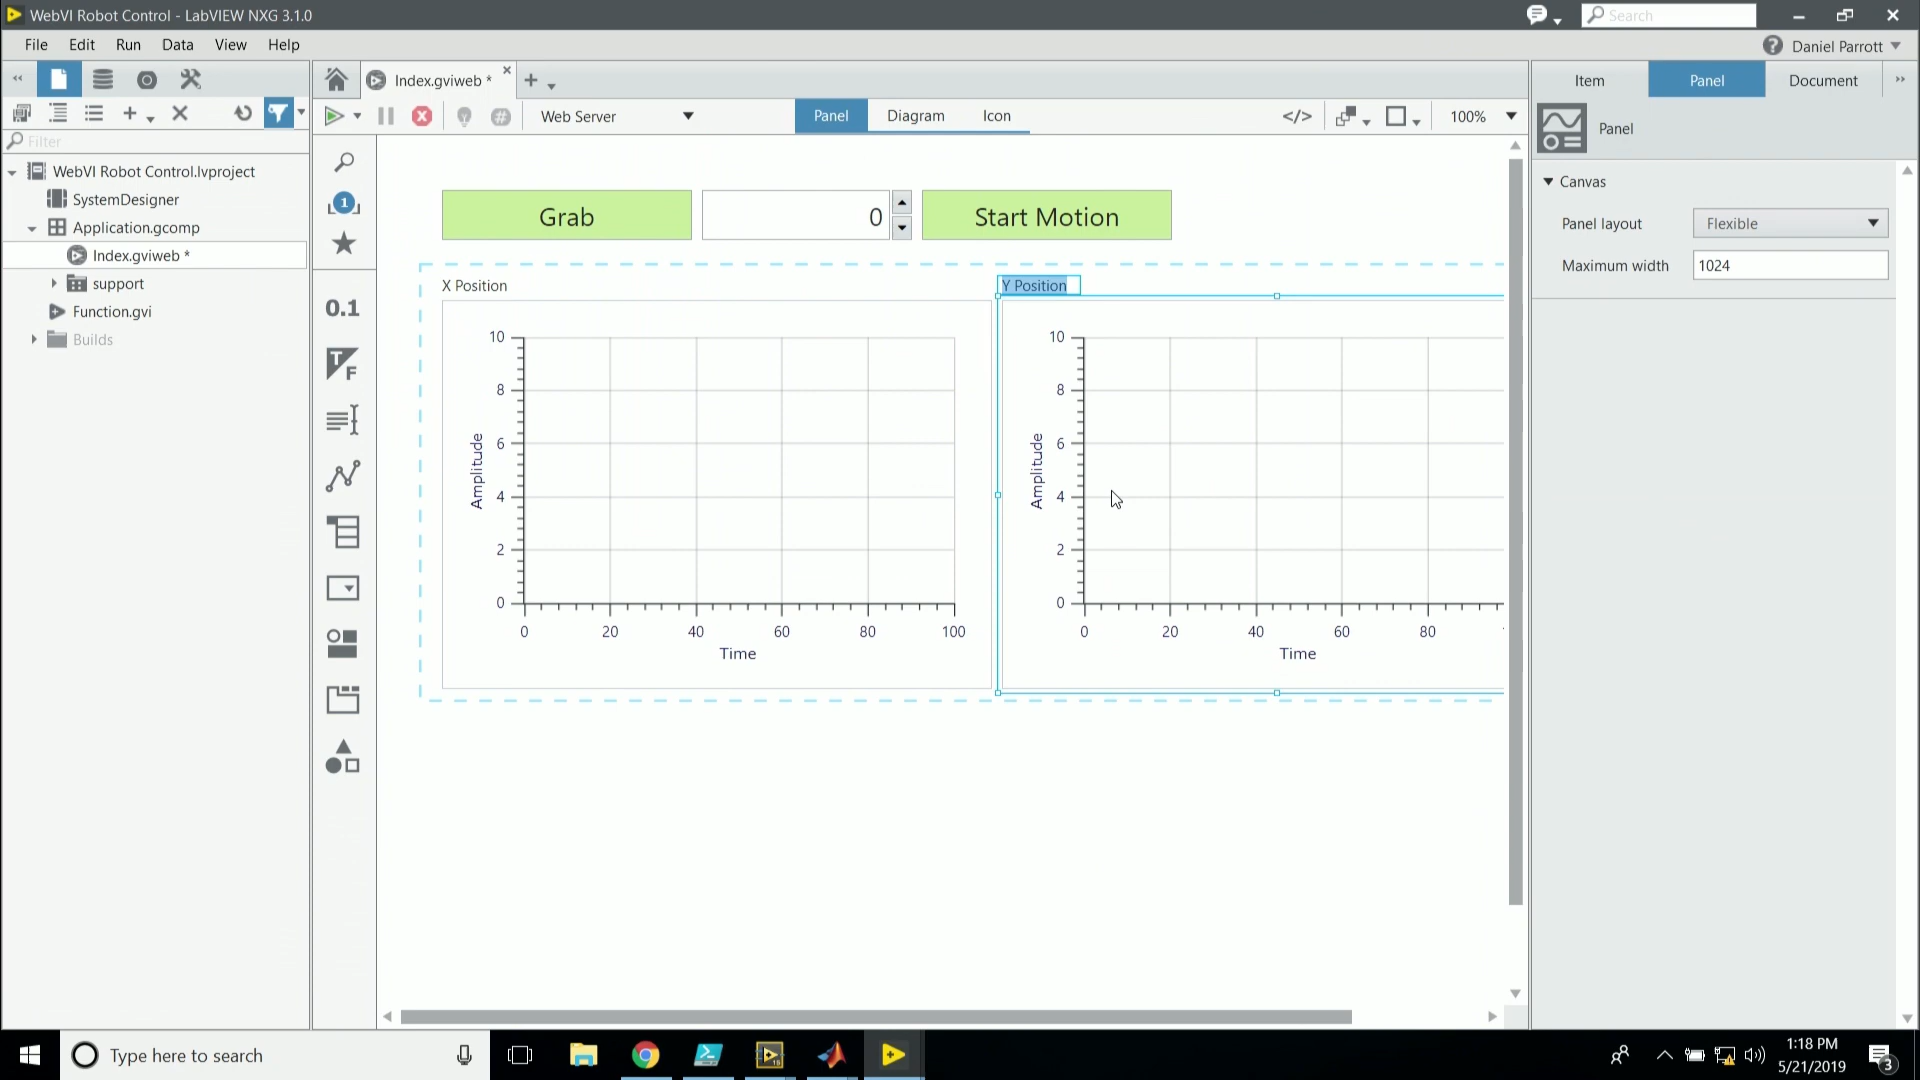 WebVI Robot Control - LabVIEW NXG 3.1.0
Search
File Edit Run Data View Help
Daniel Parrott
Index.gviweb *
Item Panel Document
Web Server
Panel Diagram Icon
100%
Panel
Filter
WebVI Robot Control.lvproject
SystemDesigner
Application.gcomp
Index.gviweb *
support
Function.gvi
Builds
1
0.1
T
F
Grab
0
Start Motion
X Position
10
8
6
4
2
0
Amplitude
0 20 40 60 80 100
Time
Y Position
10
8
6
4
2
0
Amplitude
0 20 40 60 80
Time
Canvas
Panel layout Flexible
Maximum width 1024
Type here to search
1:18 PM
5/21/2019
3